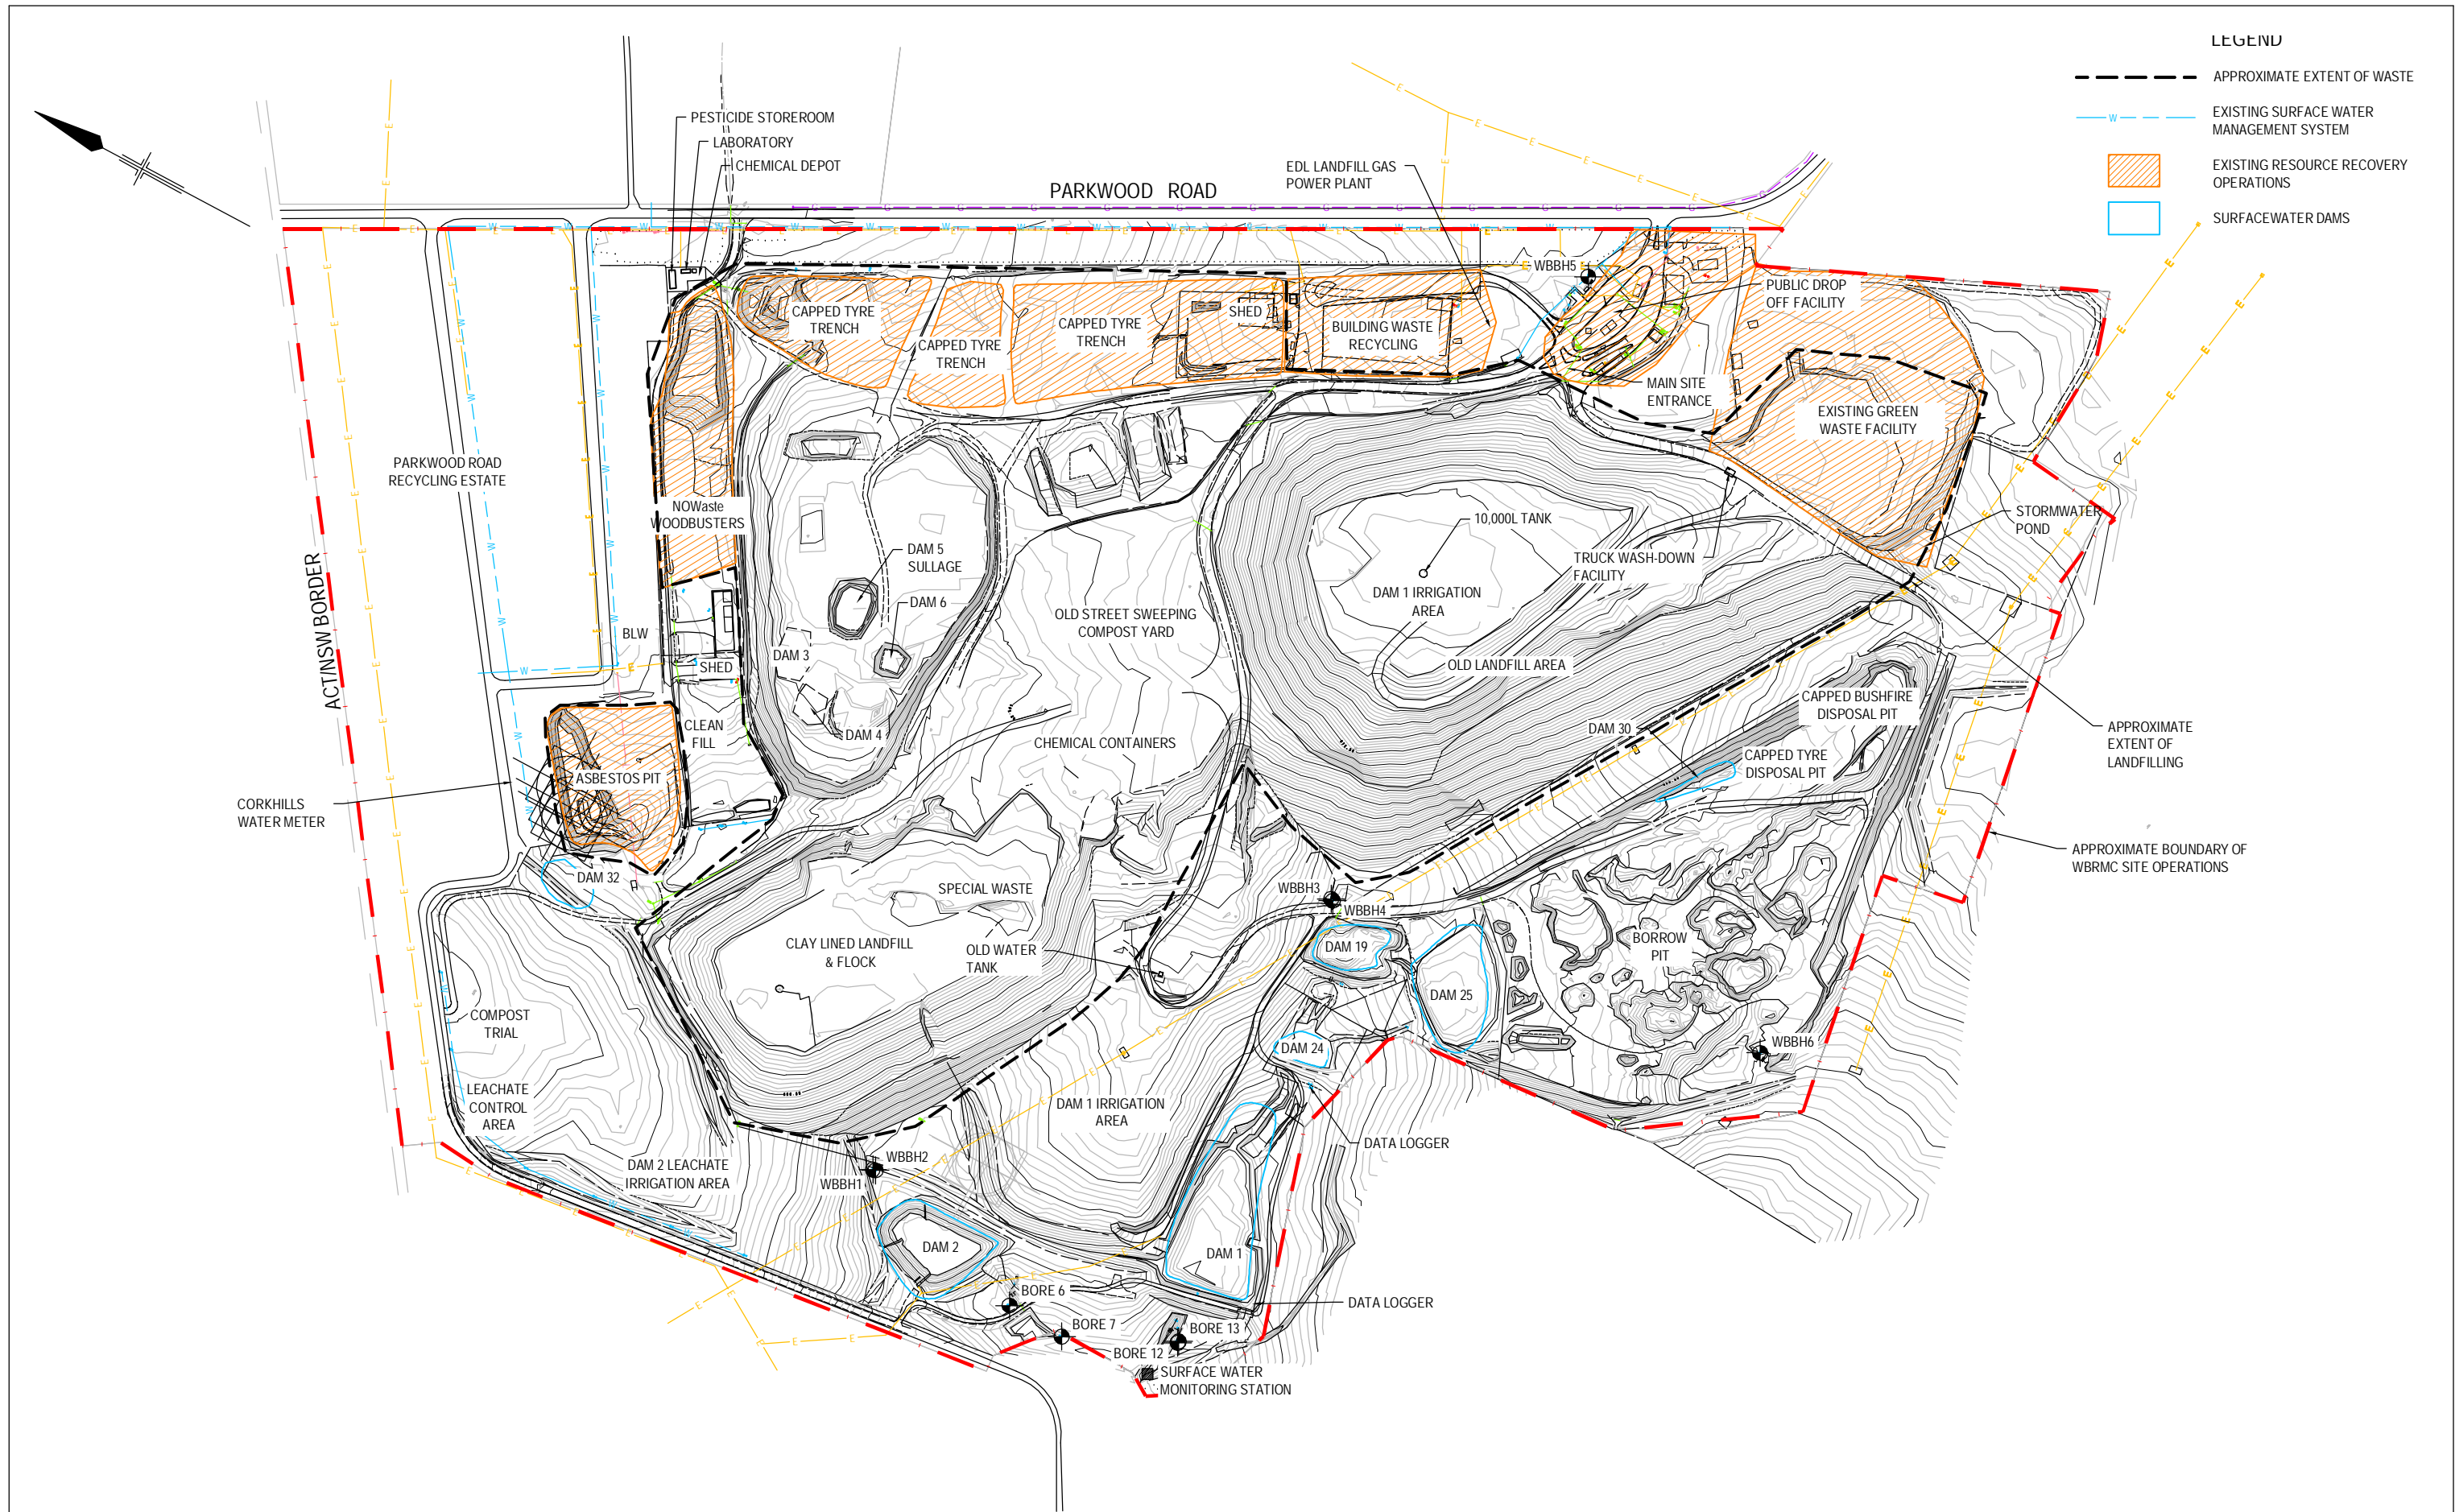 LEGEND
APPROXIMATE EXTENT OF WASTE
W
EXISTING SURFACE WATER
MANAGEMENT SYSTEM
EXISTING RESOURCE RECOVERY
OPERATIONS
SURFACEWATER DAMS
PESTICIDE STOREROOM
LABORATORY
CHEMICAL DEPOT
PARKWOOD ROAD
EDL LANDFILL GAS
POWER PLANT
WBBH5
PUBLIC DROP
OFF FACILITY
CAPPED TYRE
TRENCH
CAPPED TYRE
TRENCH
CAPPED TYRE
TRENCH
SHED
BUILDING WASTE
RECYCLING
MAIN SITE
ENTRANCE
EXISTING GREEN
WASTE FACILITY
PARKWOOD ROAD
RECYCLING ESTATE
NOWaste
WOODBUSTERS
DAM 5
SULLAGE
DAM 6
10,000L TANK
TRUCK WASH-DOWN
FACILITY
STORMWATER
POND
DAM 1 IRRIGATION
AREA
OLD STREET SWEEPING
COMPOST YARD
ACT/NSW BORDER
BLW
SHED
DAM 3
OLD LANDFILL AREA
CAPPED BUSHFIRE
DISPOSAL PIT
DAM 4
CLEAN
FILL
CHEMICAL CONTAINERS
DAM 30
CAPPED TYRE
DISPOSAL PIT
APPROXIMATE
EXTENT OF
LANDFILLING
ASBESTOS PIT
CORKHILLS
WATER METER
APPROXIMATE BOUNDARY OF
WBRMC SITE OPERATIONS
DAM 32
SPECIAL WASTE
WBBH3
WBBH4
CLAY LINED LANDFILL
& FLOCK
OLD WATER
TANK
DAM 19
BORROW
PIT
DAM 25
COMPOST
TRIAL
DAM 24
WBBH6
LEACHATE
CONTROL
AREA
DAM 1 IRRIGATION
AREA
DATA LOGGER
DAM 2 LEACHATE
IRRIGATION AREA
WBBH2
WBBH1
DAM 2
DAM 1
BORE 6
DATA LOGGER
BORE 7
BORE 13
BORE 12
SURFACE WATER
MONITORING STATION